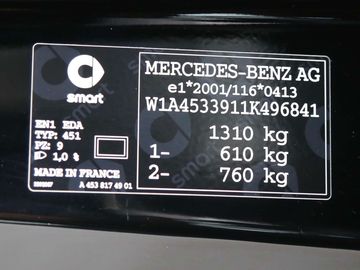 smart
EN1 EDA
TYP: 451
PZ: 9
1,0 %
MADE IN FRANCE
A 453 817 49 01
MERCEDES-BENZ AG
e1*2001/116*0413
W1A4533911K496841
1310 kg
1- 610 kg
2- 760 kg